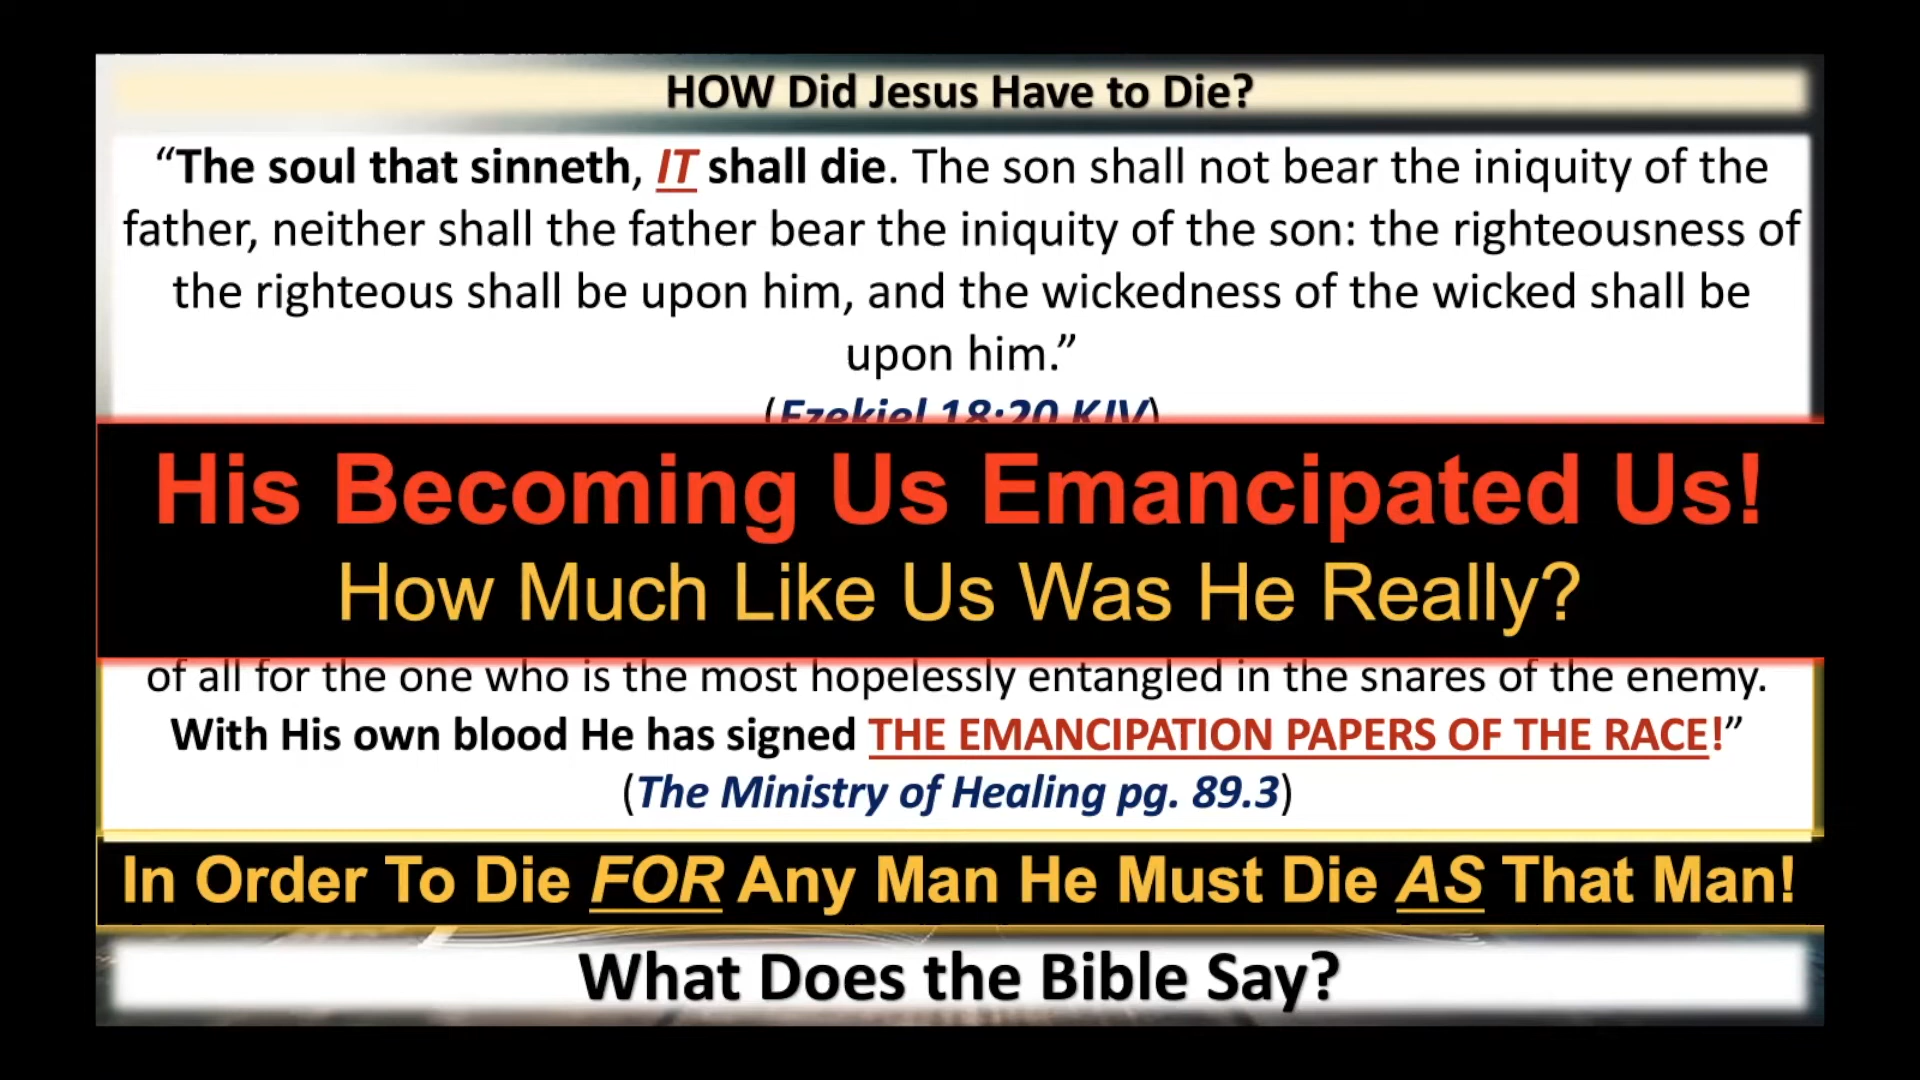 HOW Did Jesus Have to Die?
“The soul that sinneth, IT shall die. The son shall not bear the iniquity of the
father, neither shall the father bear the iniquity of the son: the righteousness of
the righteous shall be upon him, and the wickedness of the wicked shall be
upon him.”
(Ezekiel 18:20 KJV)
His Becoming Us Emancipated Us!
How Much Like Us Was He Really?
of all for the one who is the most hopelessly entangled in the snares of the enemy.
With His own blood He has signed THE EMANCIPATION PAPERS OF THE RACE!”
(The Ministry of Healing pg. 89.3)
In Order To Die FOR Any Man He Must Die AS That Man!
What Does the Bible Say?